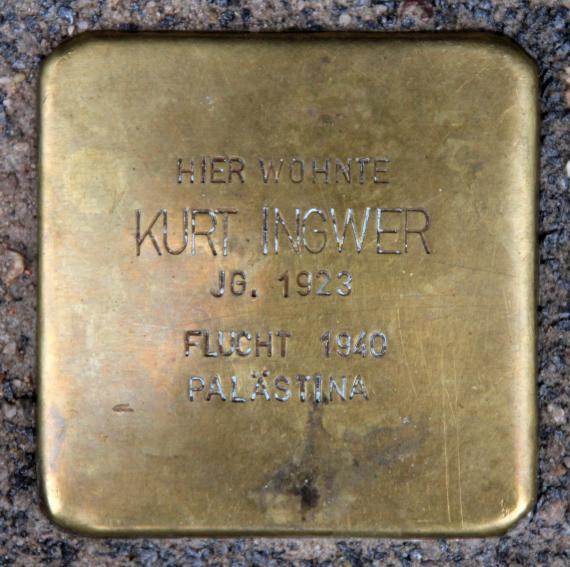 HIER WOHNTE
KURT INGWER
JG. 1923
FLUCHT 1940
PALÄSTINA